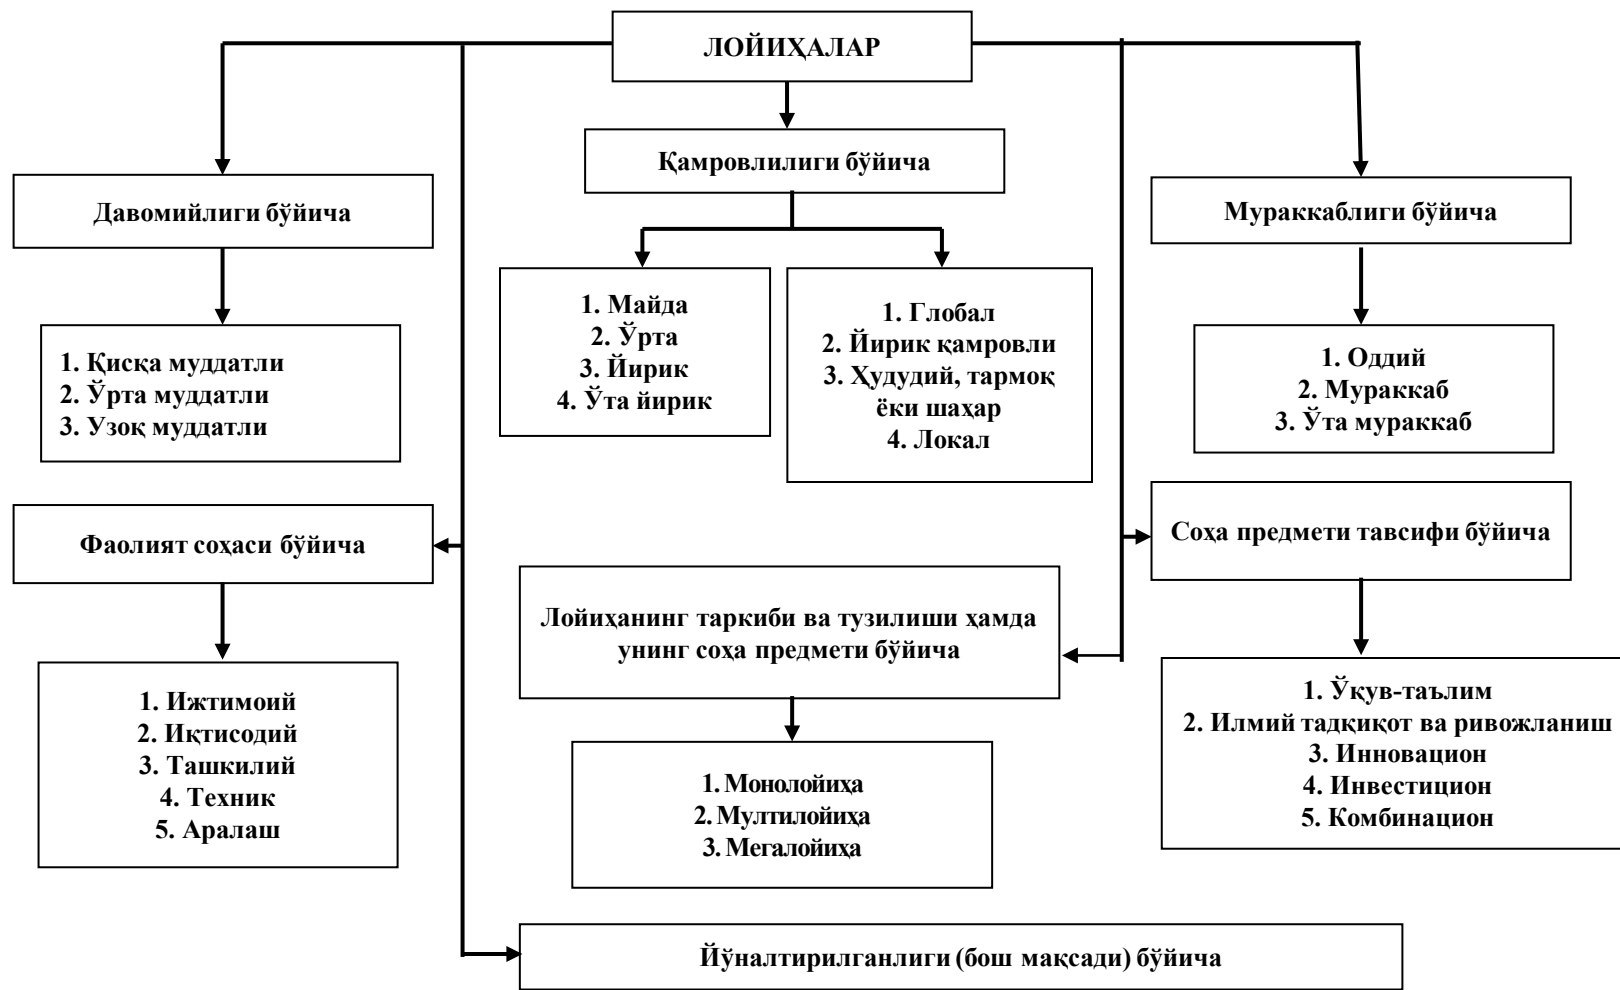 ЛОЙИҲАЛАР
Қамровлилиги бўйича
Давомийлиги бўйича
Мураккаблиги бўйича
1. Майда
2. Ўрта
3. Йирик
4. Ўта йирик
1. Глобал
2. Йирик қамровли
3. Ҳудудий, тармоқ
ёки шаҳар
4. Локал
1. Қисқа муддатли
2. Ўрта муддатли
3. Узоқ муддатли
1. Оддий
2. Мураккаб
3. Ўта мураккаб
Фаолият соҳаси бўйича
Соҳа предмети тавсифи бўйича
Лойиҳанинг таркиби ва тузилиши ҳамда
унинг соҳа предмети бўйича
1. Ижтимоий
2. Иқтисодий
3. Ташкилий
4. Техник
5. Аралаш
1. Монолойиҳа
2. Мултилойиҳа
3. Мегалойиҳа
1. Ўқув-таълим
2. Илмий тадқиқот ва ривожланиш
3. Инновацион
4. Инвестицион
5. Комбинацион
Йўналтирилганлиги (бош мақсади) бўйича